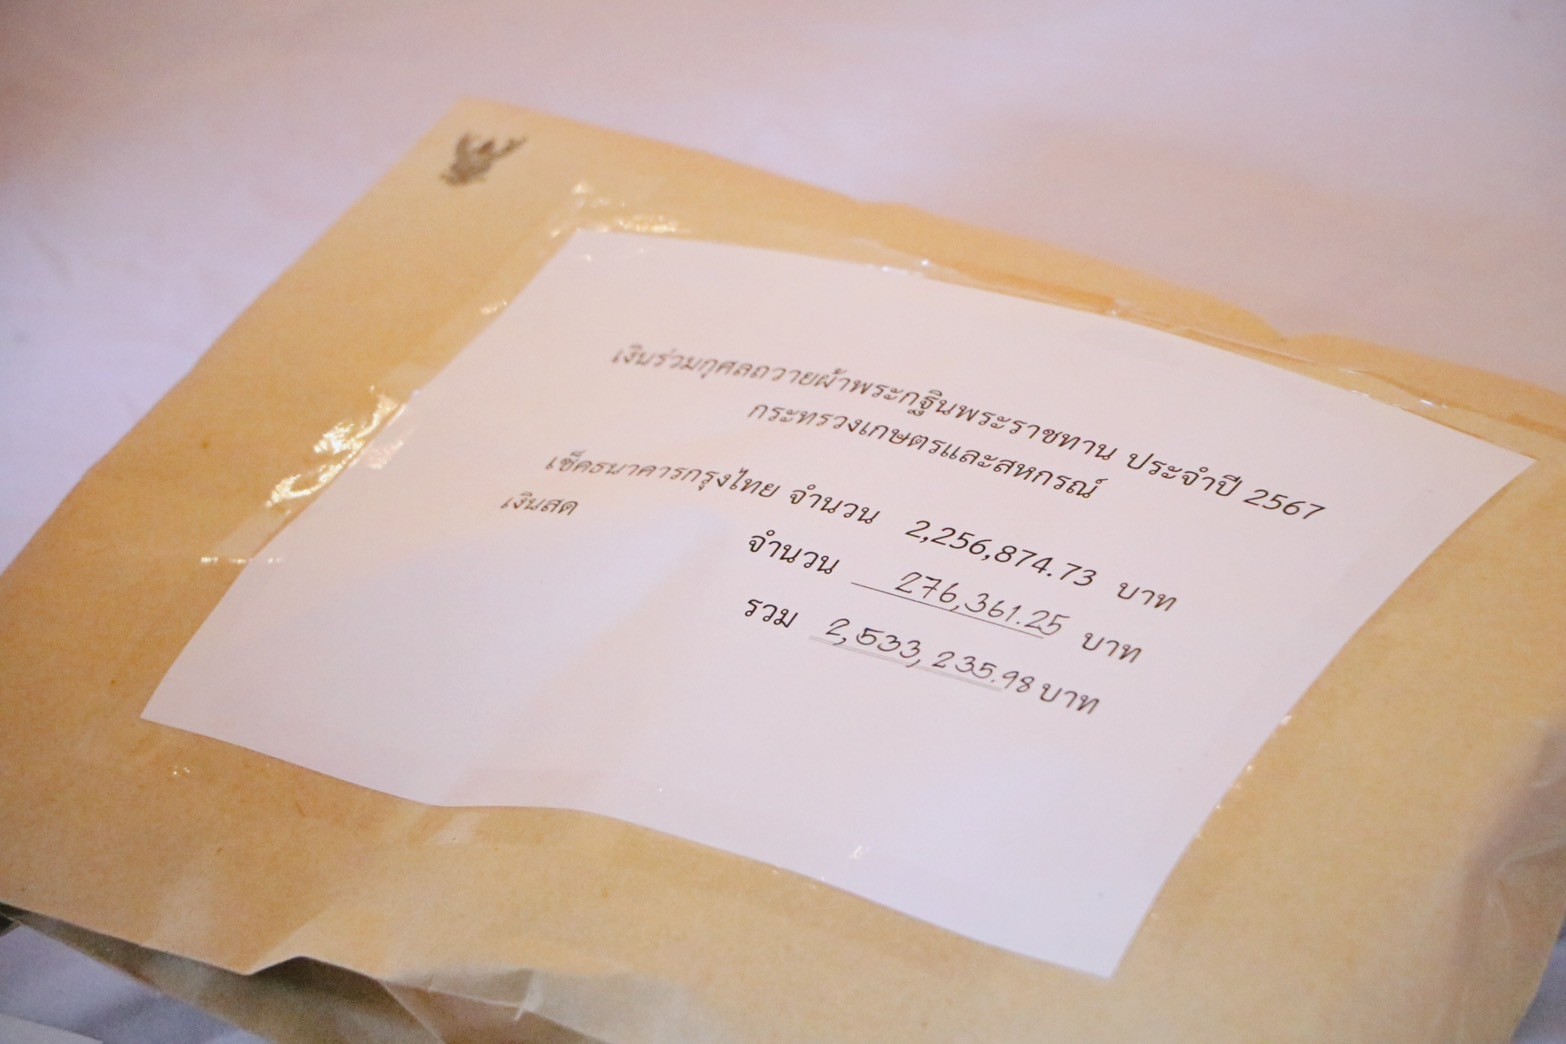 เงินร่วมกุศลถวายผ้าพระกฐินพระราชทาน ประจำปี 2567
กระทรวงเกษตรและสหกรณ์
เช็คธนาคารกรุงไทย จำนวน 2,256,874.73 บาท
เงินสด จำนวน 276,361.25 บาท
รวม 2,533,235.98 บาท